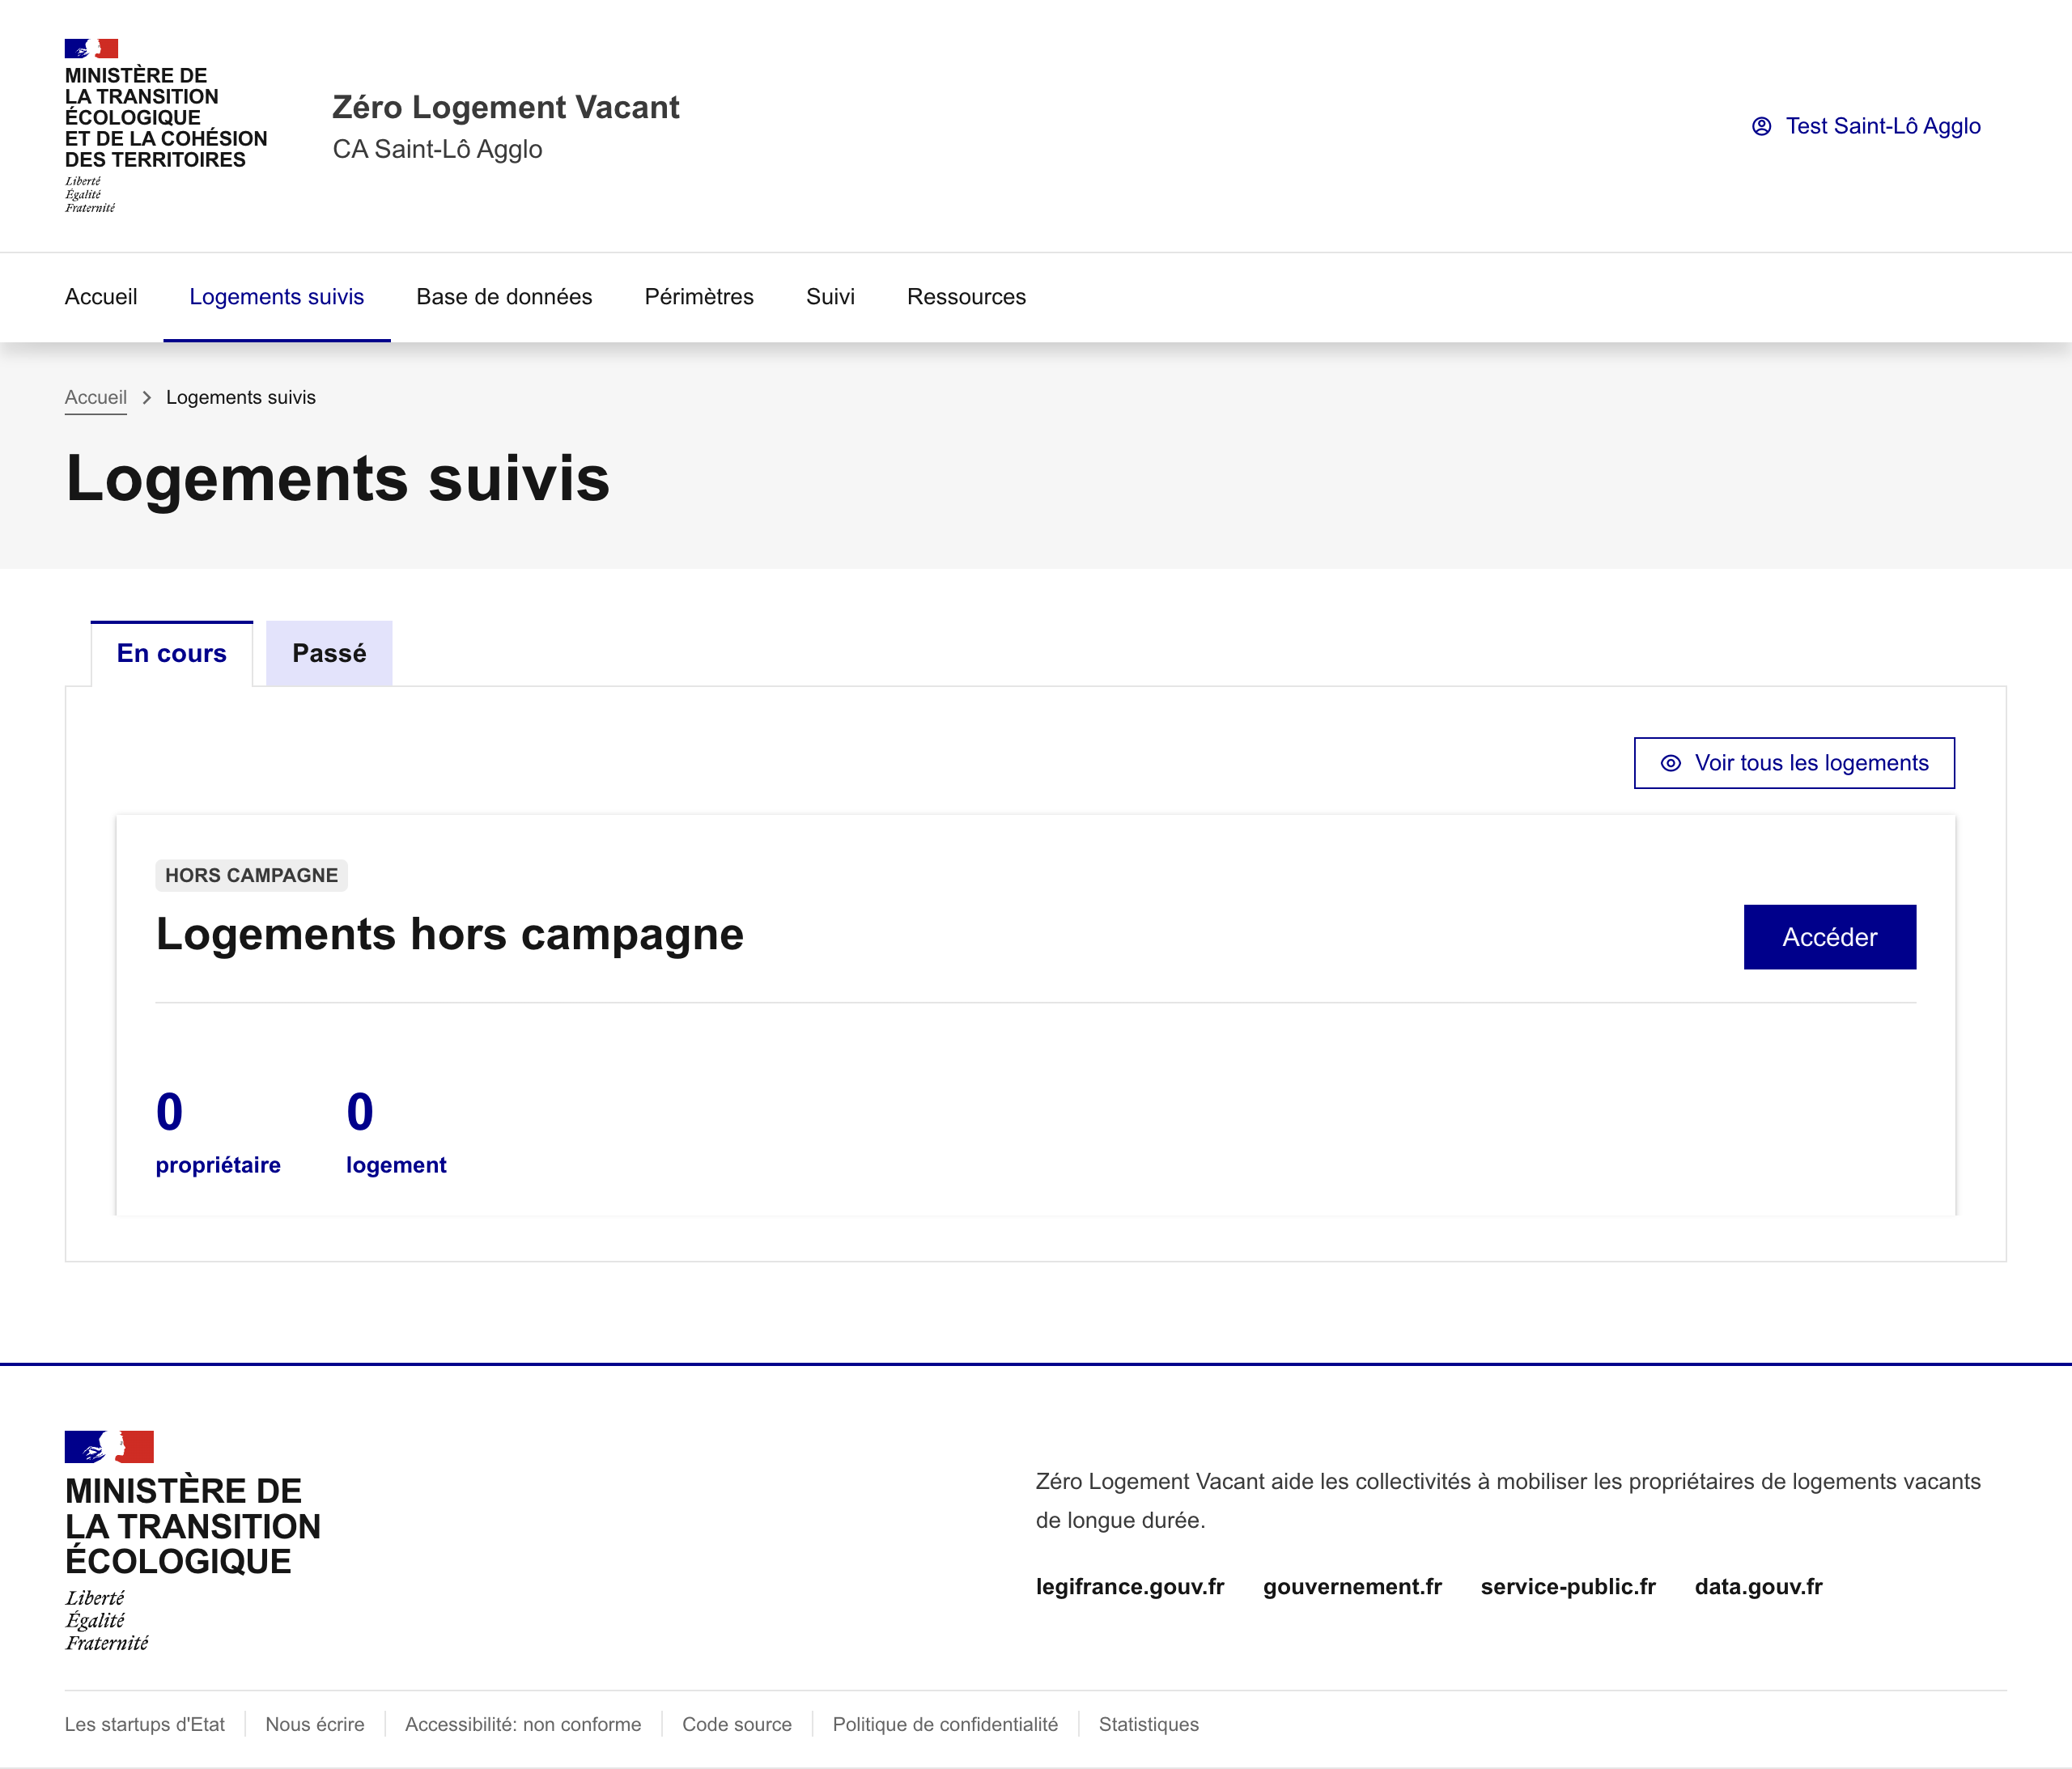 MINISTÈRE DE
LA TRANSITION
ÉCOLOGIQUE
ET DE LA COHÉSION
DES TERRITOIRES
Liberté
Égalité
Fraternité
Zéro Logement Vacant
CA Saint-Lô Agglo
Test Saint-Lô Agglo
Accueil Logements suivis Base de données Périmètres Suivi Ressources
Accueil Logements suivis
Logements suivis
En cours Passé
Voir tous les logements
HORS CAMPAGNE
Logements hors campagne
Accéder
0 0
propriétaire logement
MINISTÈRE DE
LA TRANSITION
ÉCOLOGIQUE
Liberté
Égalité
Fraternité
Zéro Logement Vacant aide les collectivités à mobiliser les propriétaires de logements vacants
de longue durée.
legifrance.gouv.fr gouvernement.fr service-public.fr data.gouv.fr
Les startups d'Etat Nous écrire Accessibilité: non conforme Code source Politique de confidentialité Statistiques